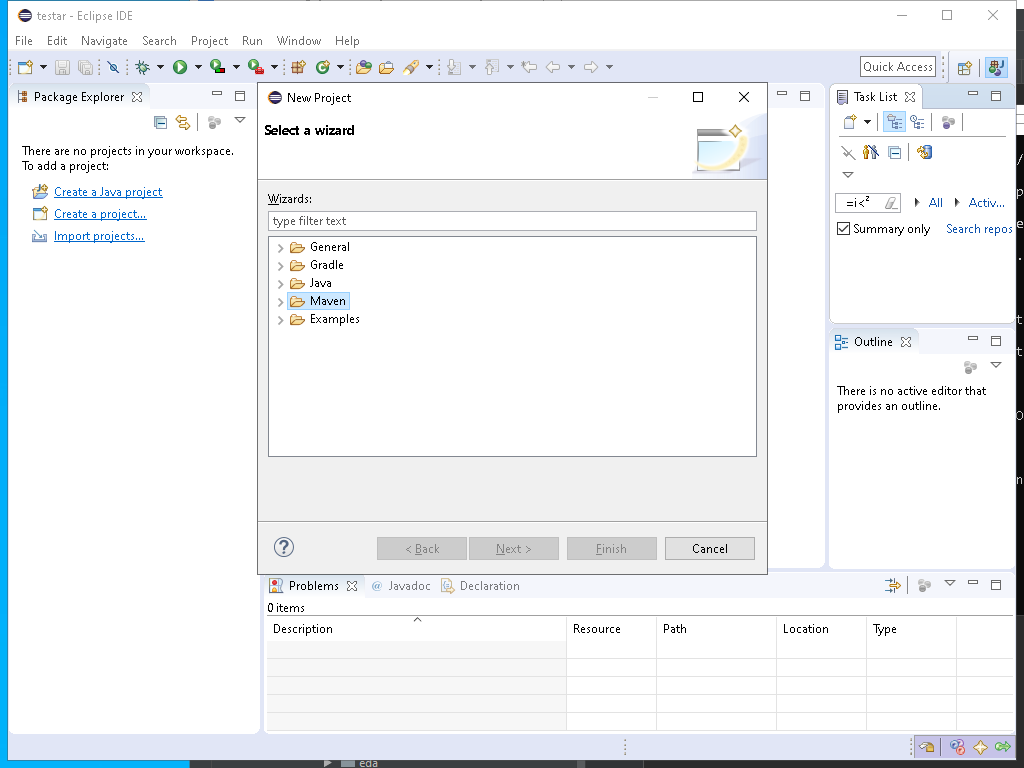 testar - Eclipse IDE
File Edit Navigate Search Project Run Window Help
Quick Access
Package Explorer
There are no projects in your workspace.
To add a project:
Create a Java project
Create a project...
Import projects...
New Project
Select a wizard
Wizards:
type filter text
General
Gradle
Java
Maven
Examples
< Back Next > Finish Cancel
Task List
All Activ...
Summary only Search repos
Outline
There is no active editor that
provides an outline.
Problems @ Javadoc Declaration
0 items
Description Resource Path Location Type
eda